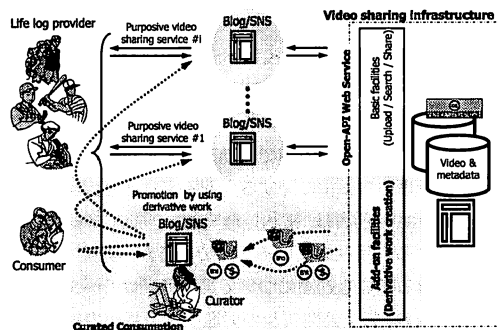 Life log provider
Blog/SNS
Video sharing infrastructure
Purposive video
sharing service #I
Blog/SNS
Purposive video
sharing service #1
Open-API Web Service
Basic facilities
(Upload / Search / Share)
Video &
metadata
Promotion by using
derivative work
Blog/SNS
Add-on facilities
(Derivative work creation)
Consumer
Curator
Curated Consumption